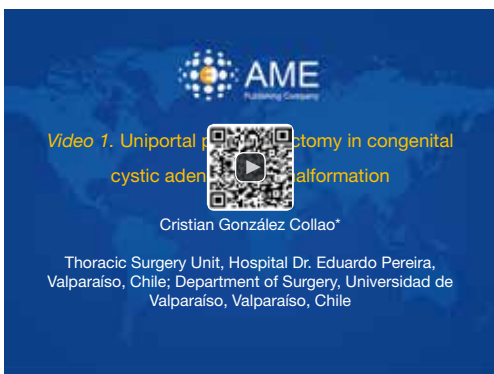 AME
Publishing Company
Video 1. Uniportal p ctomy in congenital
cystic aden alformation
Cristian González Collao*
Thoracic Surgery Unit, Hospital Dr. Eduardo Pereira,
Valparaíso, Chile; Department of Surgery, Universidad de
Valparaíso, Valparaíso, Chile